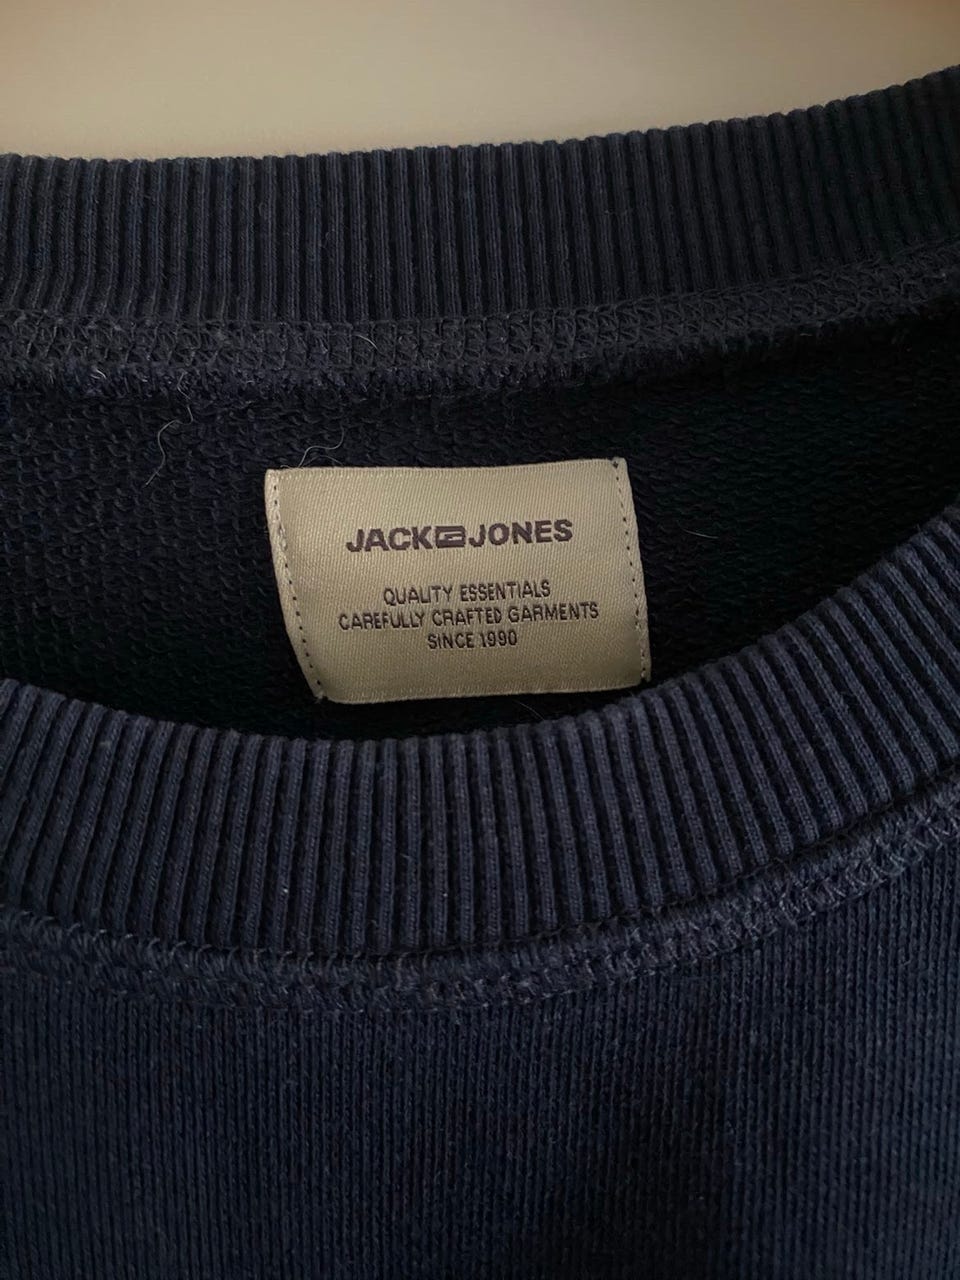 JACK & JONES
QUALITY ESSENTIALS
CAREFULLY CRAFTED GARMENTS
SINCE 1990